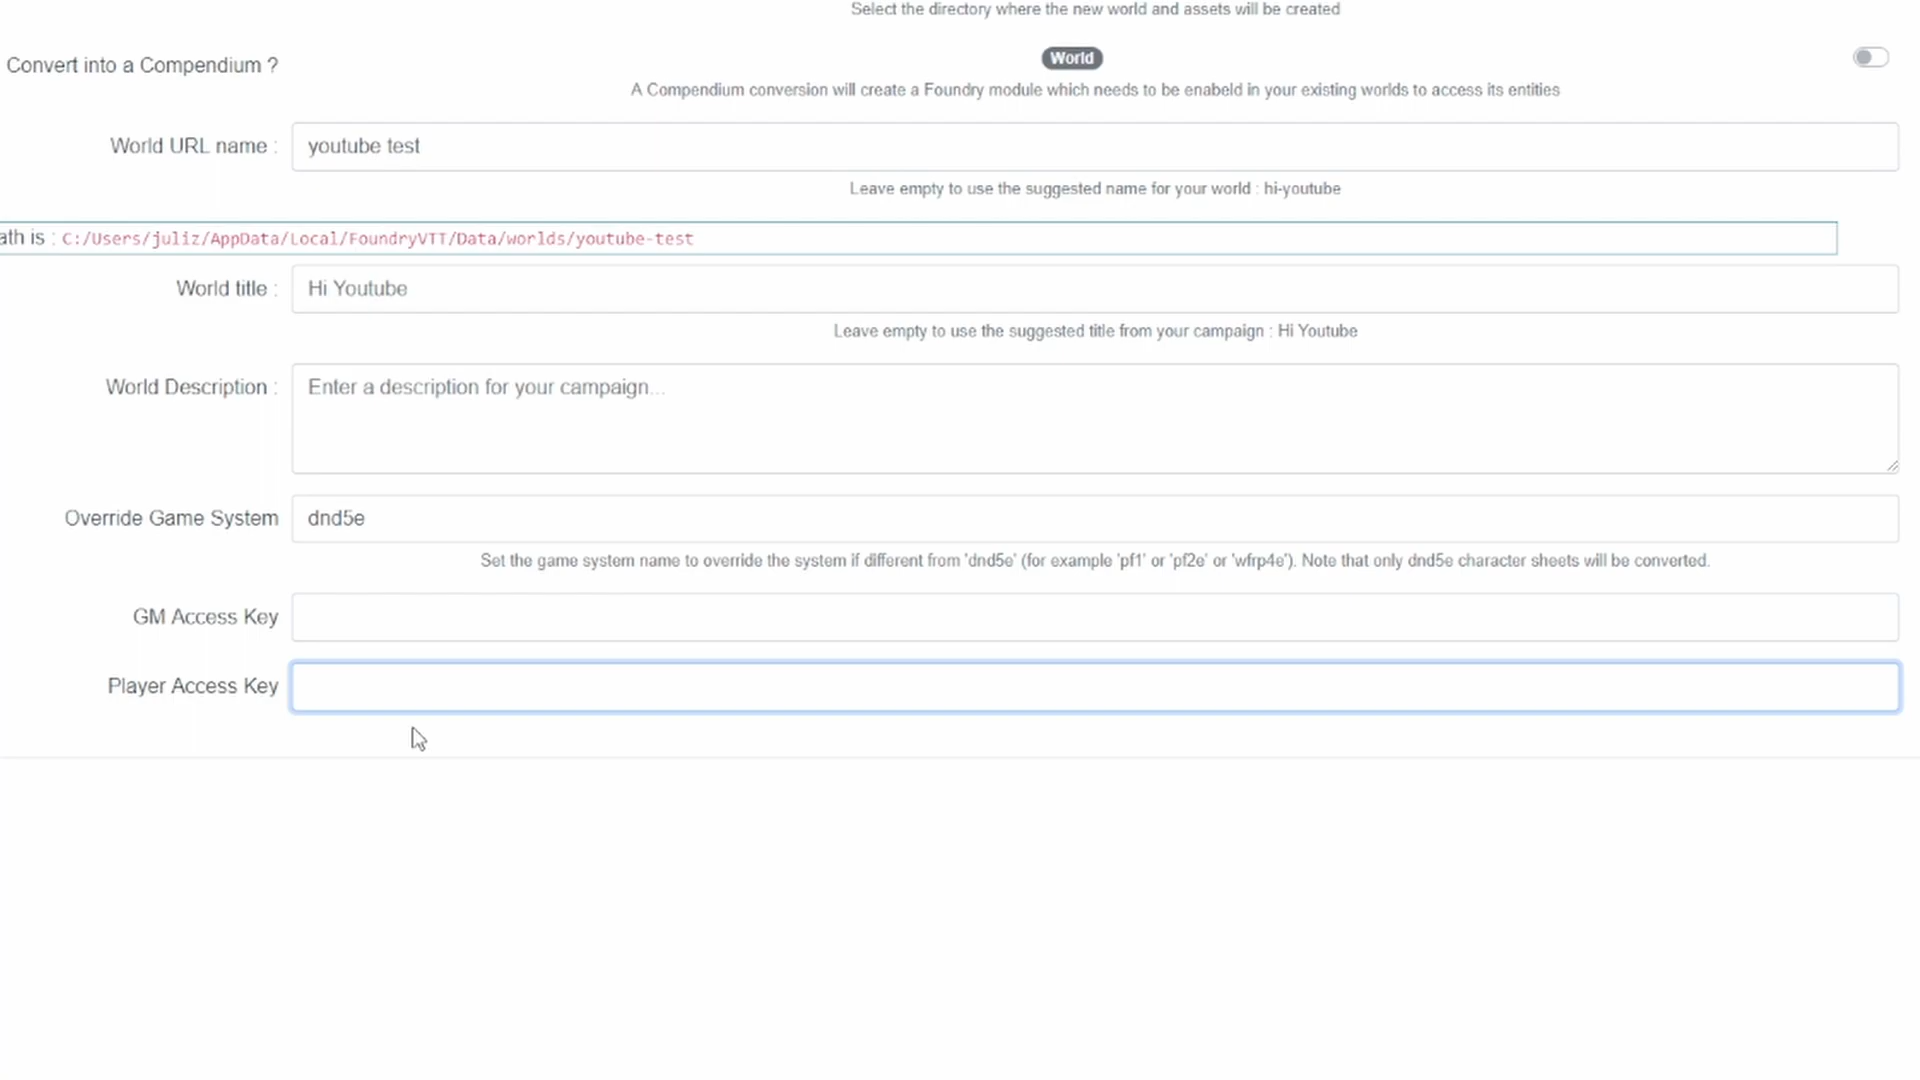 Select the directory where the new world and assets will be created
Convert into a Compendium ?
World
A Compendium conversion will create a Foundry module which needs to be enabeld in your existing worlds to access its entities
World URL name : youtube test
Leave empty to use the suggested name for your world : hi-youtube
ath is : C:/Users/juliz/AppData/Local/FoundryVTT/Data/worlds/youtube-test
World title : Hi Youtube
Leave empty to use the suggested title from your campaign : Hi Youtube
World Description : Enter a description for your campaign...
Override Game System dnd5e
Set the game system name to override the system if different from 'dnd5e' (for example 'pf1' or 'pf2e' or 'wfrp4e'). Note that only dnd5e character sheets will be converted.
GM Access Key
Player Access Key